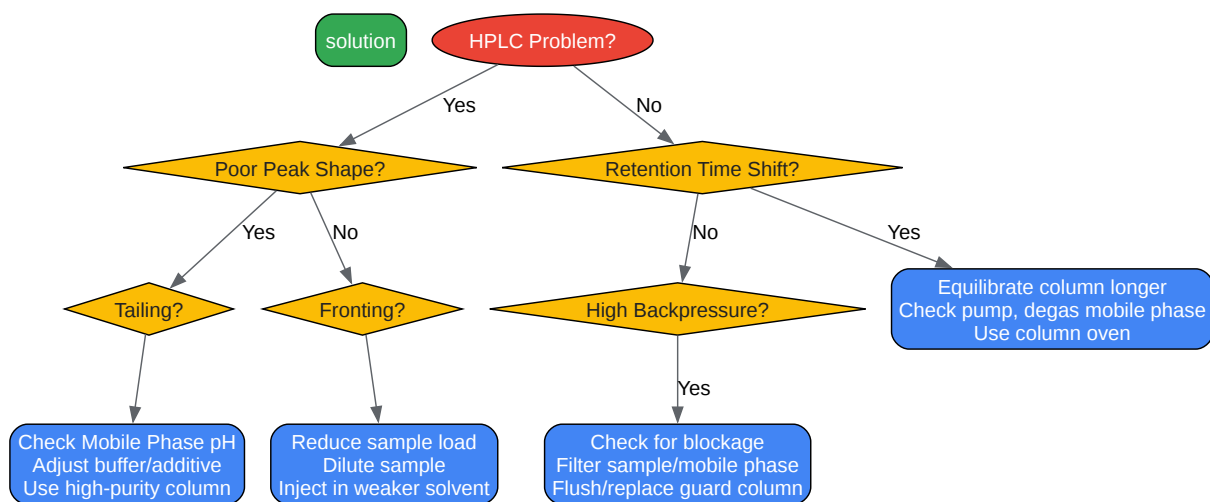 solution
HPLC Problem?
Yes
No
Poor Peak Shape?
Retention Time Shift?
Yes
No
No
Yes
Tailing?
Fronting?
High Backpressure?
Equilibrate column longer
Check pump, degas mobile phase
Use column oven
Yes
Check Mobile Phase pH
Adjust buffer/additive
Use high-purity column
Reduce sample load
Dilute sample
Inject in weaker solvent
Check for blockage
Filter sample/mobile phase
Flush/replace guard column